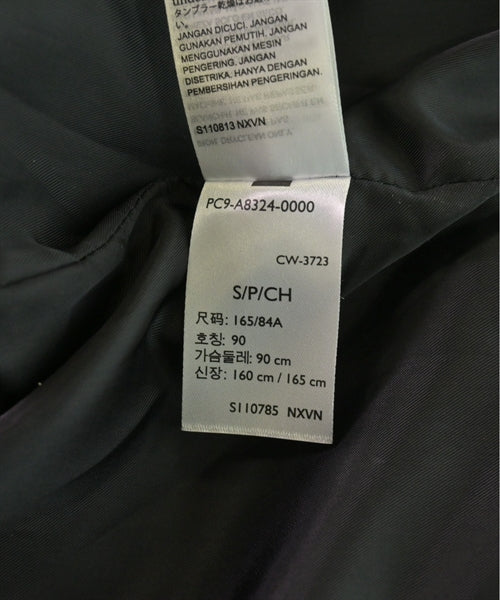 タンブラー乾燥はお避け下さ
い。
JANGAN DICUCI. JANGAN
GUNAKAN PEMUTIH. JANGAN
MENGGUNAKAN MESIN
PENGERING. JANGAN
DISETRIKA. HANYA DENGAN
PEMBERSIHAN PENGERINGAN.
S110813 NXVN
PC9-A8324-0000
CW-3723
S/P/CH
尺码: 165/84A
호칭: 90
가슴둘레: 90 cm
신장: 160 cm / 165 cm
S110785 NXVN